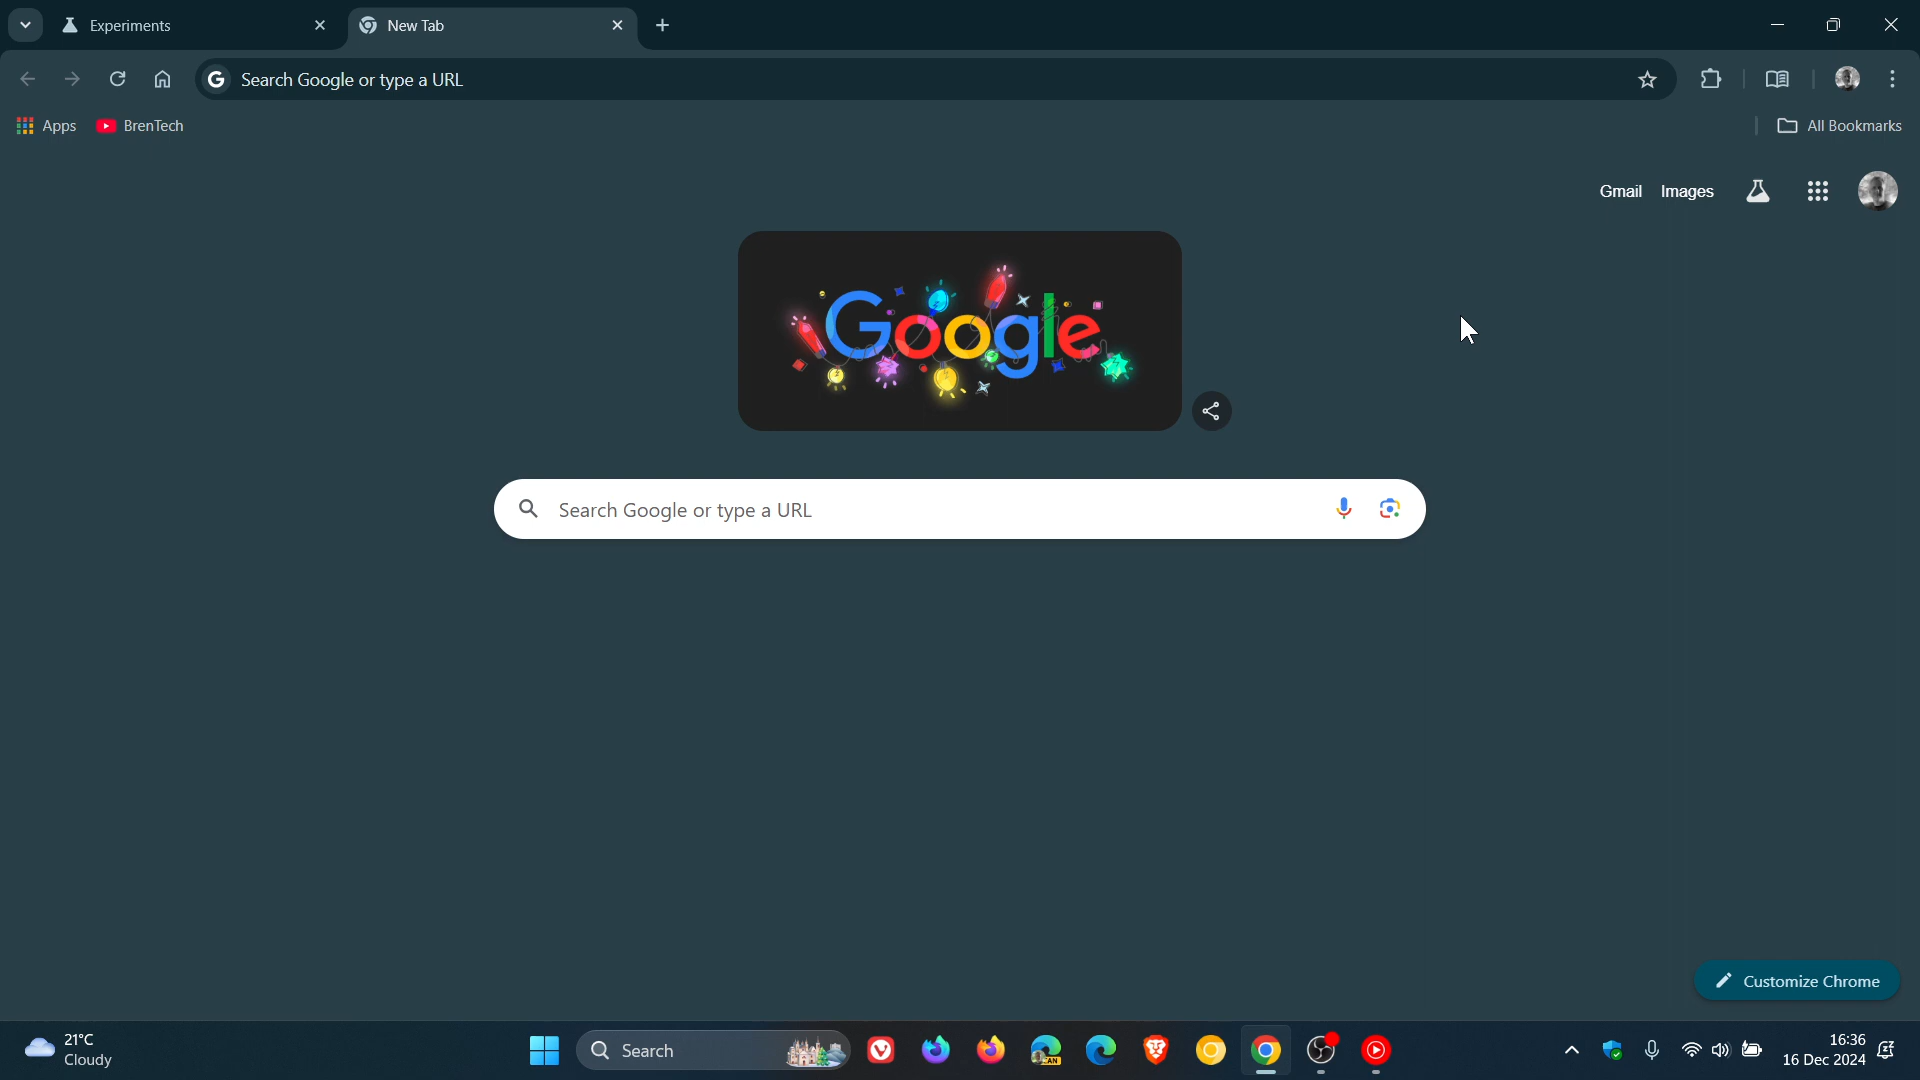 Experiments
New Tab
Search Google or type a URL
Apps
BrenTech
All Bookmarks
Gmail
Images
Google
Search Google or type a URL
Customize Chrome
21°C
Cloudy
Search
CAN
16:36
16 Dec 2024